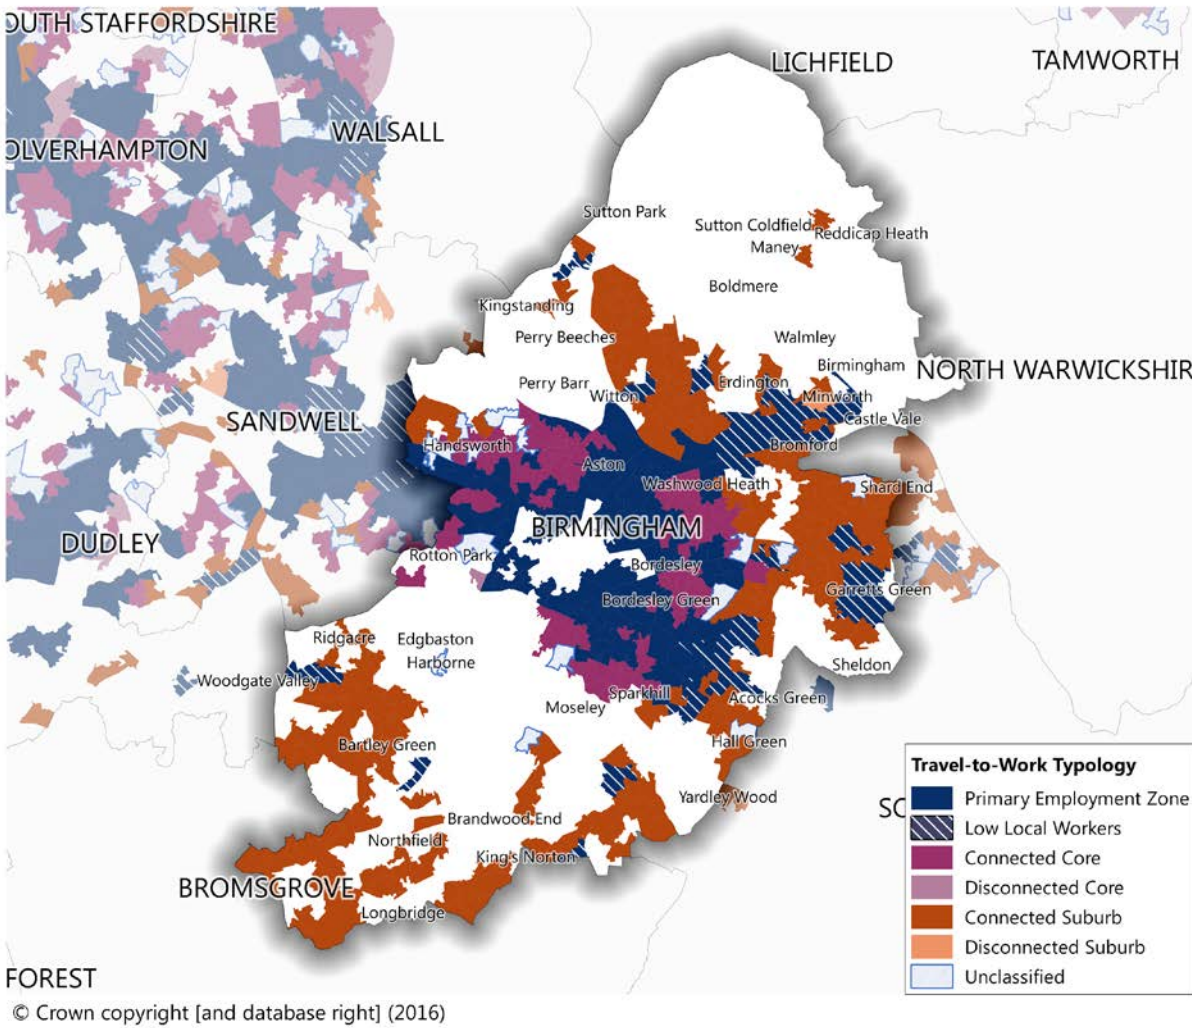 OUTH STAFFORDSHIRE
LICHFIELD
TAMWORTH
WALSALL
OLVERHAMPTON
Sutton Park
Sutton Coldfield
Reddicap Heath
Maney
Boldmere
Kingstanding
Perry Beeches
Walmley
Birmingham
NORTH WARWICKSHIR
Perry Barr
Erdington
Witton
Minworth
SANDWELL
Castle Vale
Handsworth
Bromford
Aston
Washwood Heath
Shard End
BIRMINGHAM
DUDLEY
Rotton Park
Bordesley
Garretts Green
Bordesley Green
Ridgacre
Edgbaston
Harborne
Sheldon
Woodgate Valley
Sparkhill
Acocks Green
Moseley
Bartley Green
Hall Green
Yardley Wood
SO
Brandwood End
Northfield
King's Norton
BROMSGROVE
Longbridge
FOREST
Travel-to-Work Typology
Primary Employment Zone
Low Local Workers
Connected Core
Disconnected Core
Connected Suburb
Disconnected Suburb
Unclassified
© Crown copyright [and database right] (2016)